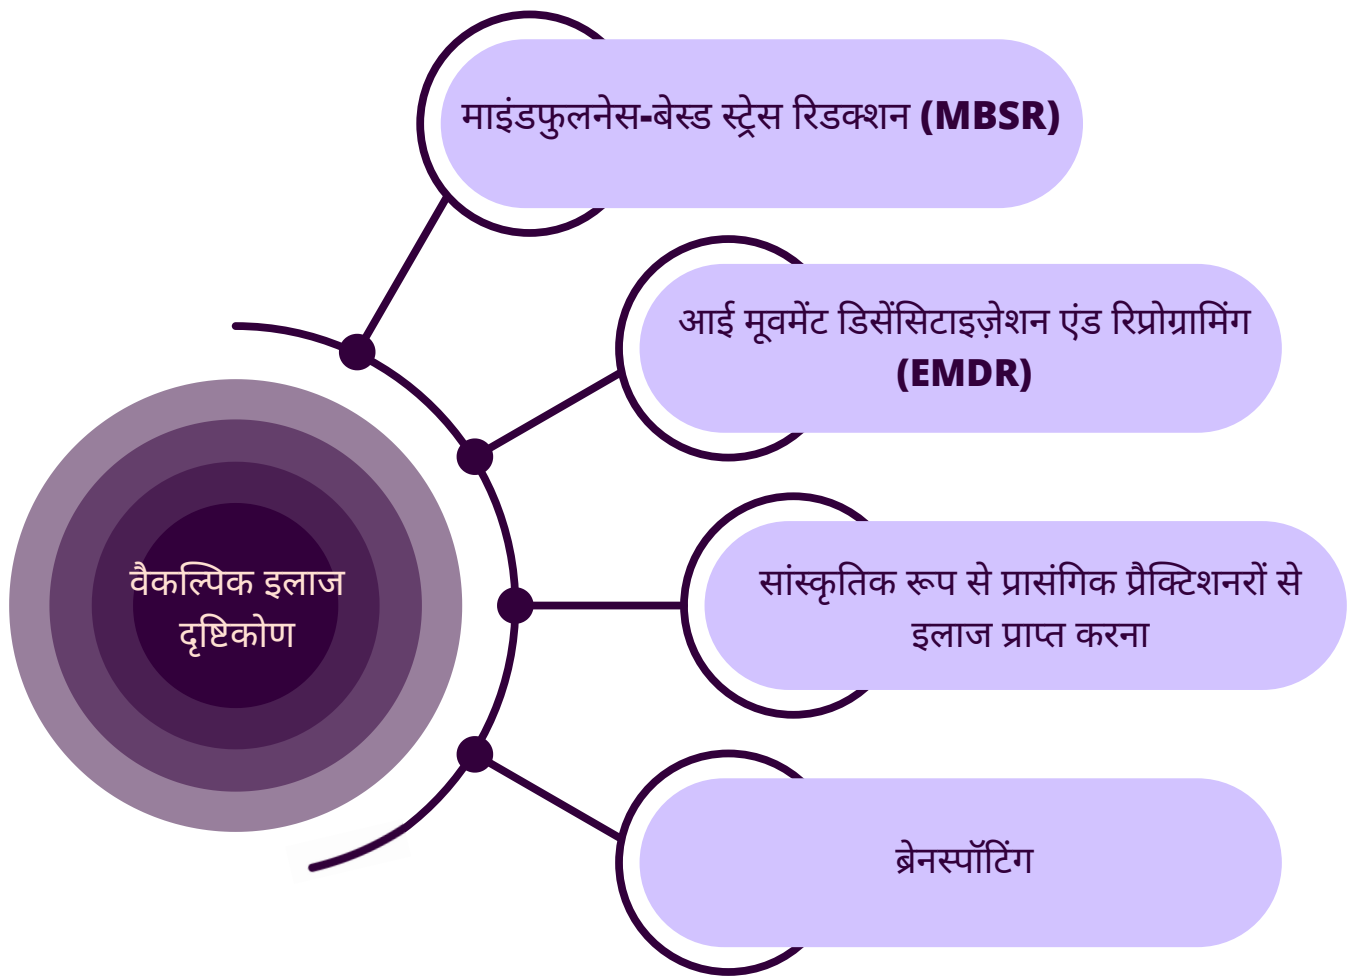 माइंडफुलनेस-बेस्ड स्ट्रेस रिडक्शन (MBSR)
आई मूवमेंट डिसेंसिटाइज़ेशन एंड रिप्रोग्रामिंग
(EMDR)
वैकल्पिक इलाज
दृष्टिकोण
सांस्कृतिक रूप से प्रासंगिक प्रैक्टिशनरों से
इलाज प्राप्त करना
ब्रेनस्पॉटिंग